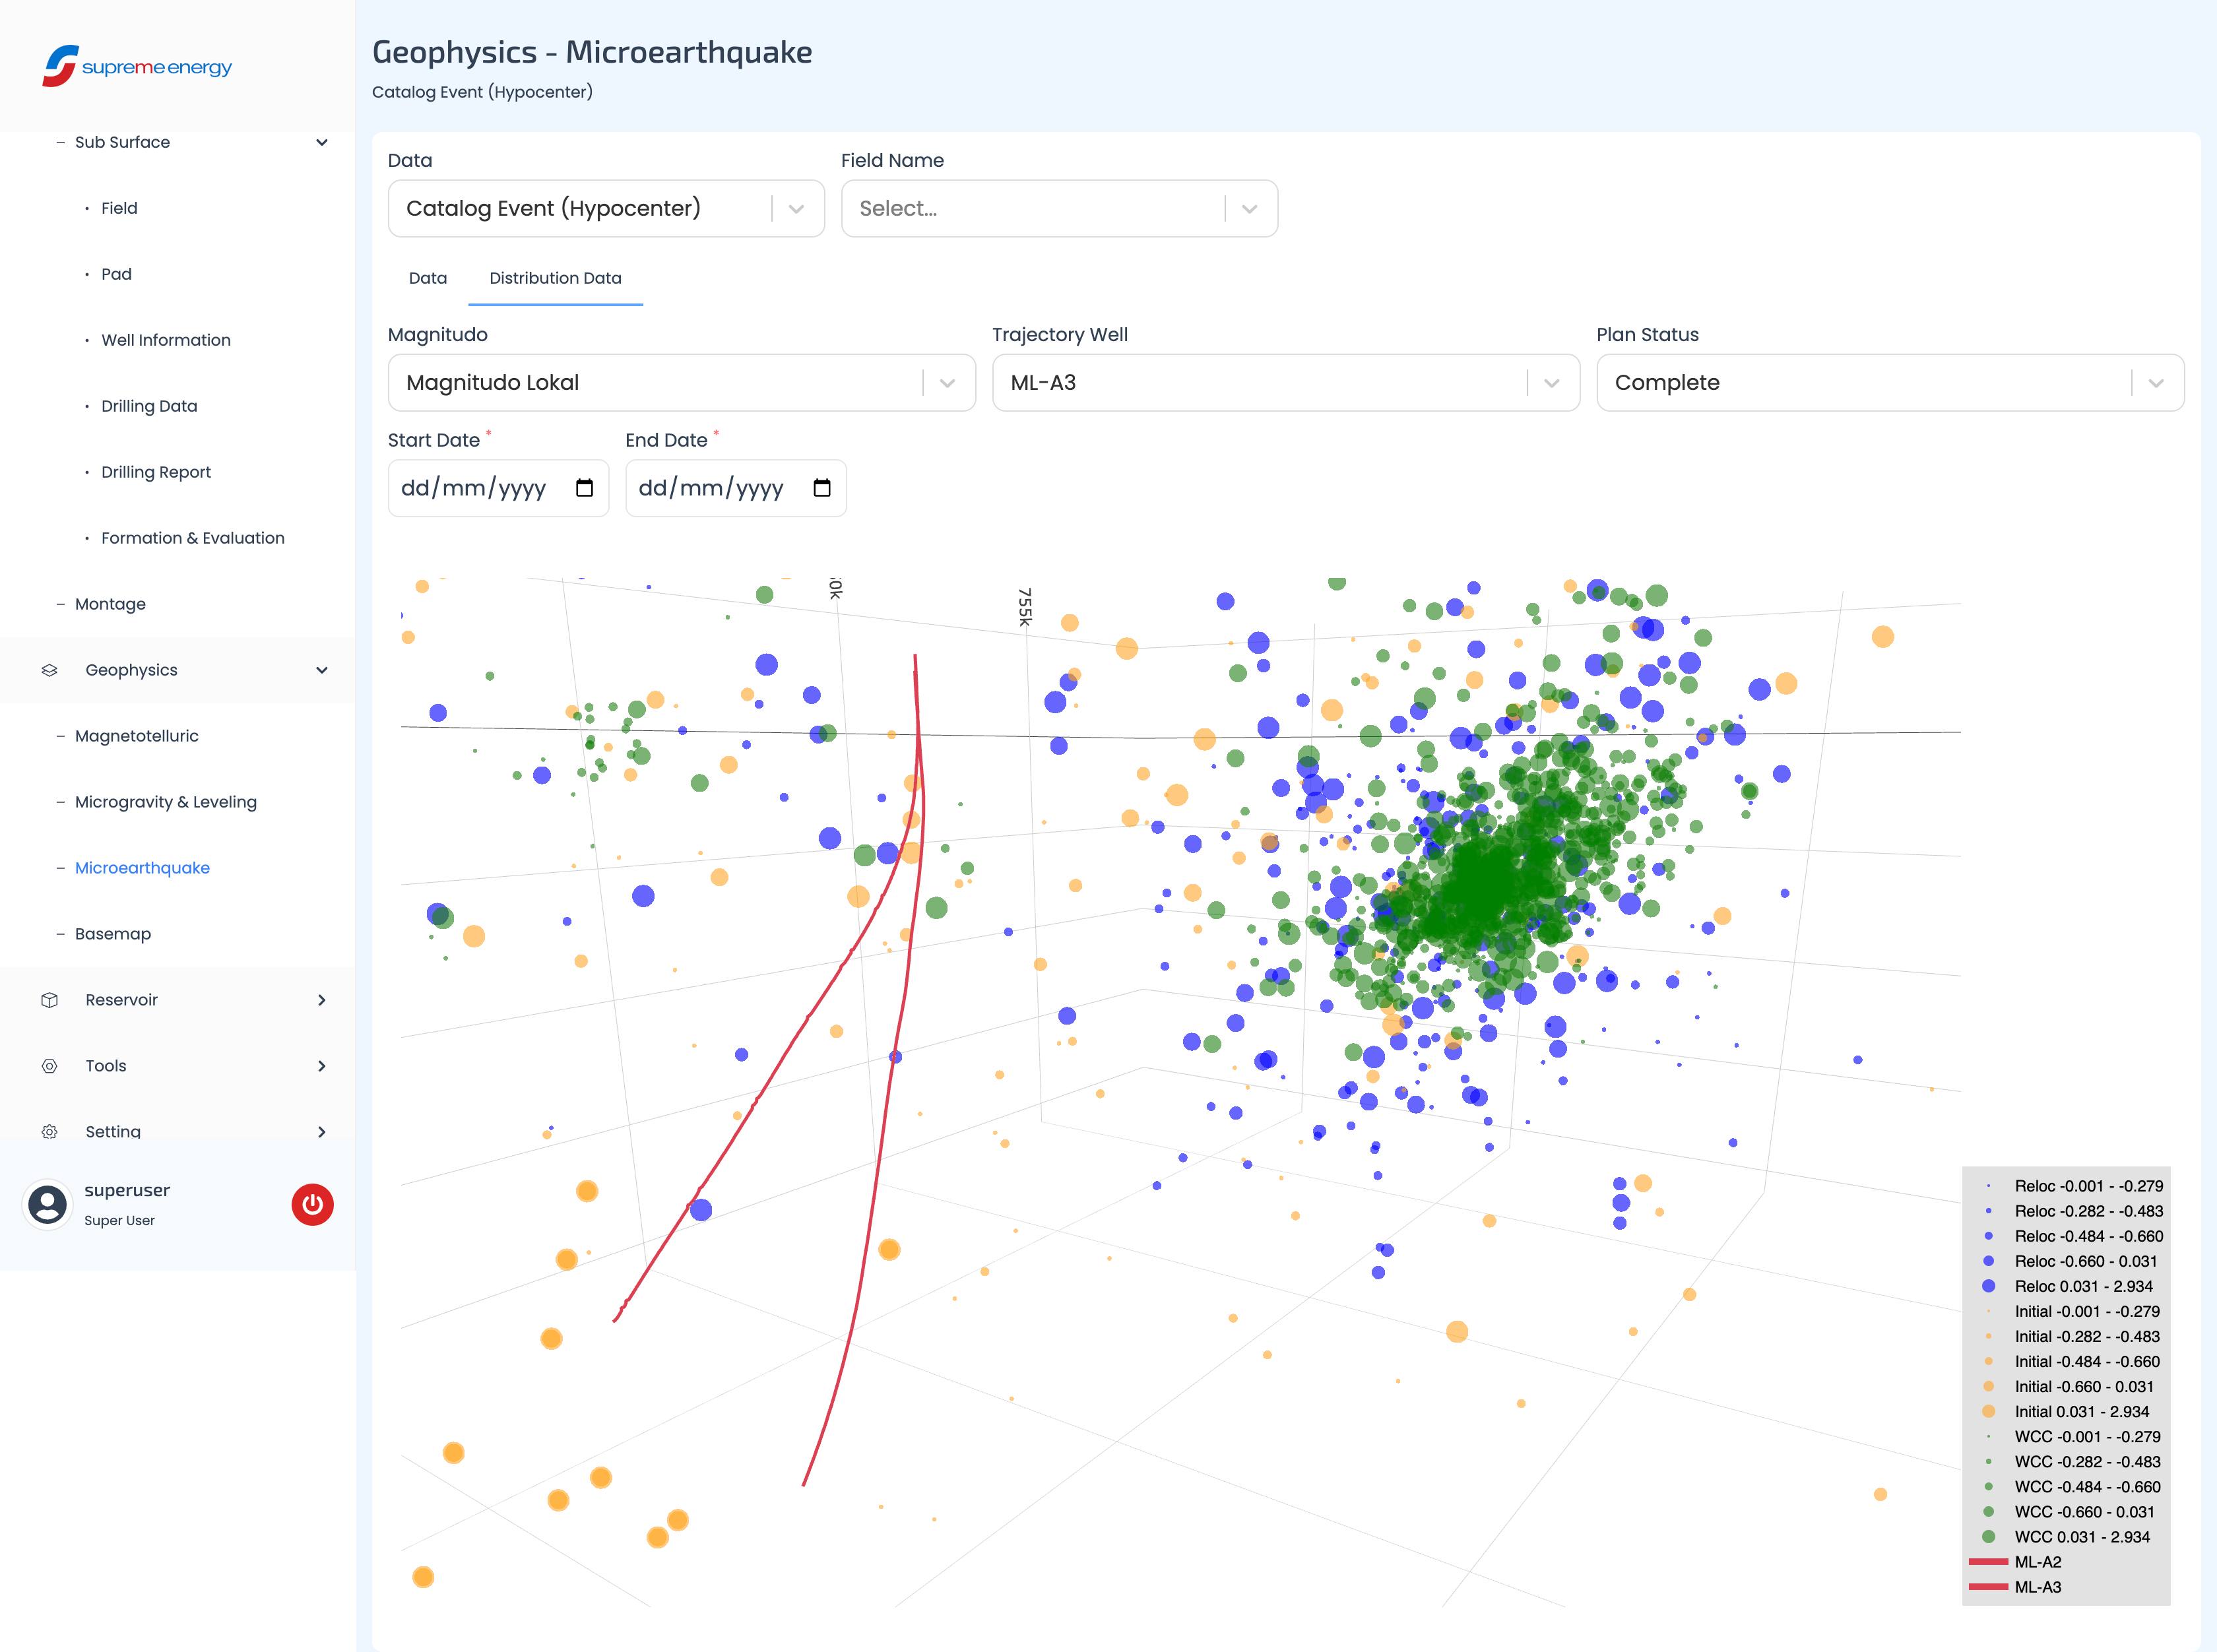 supreme energy
Sub Surface
Field
Pad
Well Information
Drilling Data
Drilling Report
Formation & Evaluation
Montage
Geophysics
Magnetotelluric
Microgravity & Leveling
Microearthquake
Basemap
Reservoir
Tools
Setting
superuser
Super User
Geophysics - Microearthquake
Catalog Event (Hypocenter)
Data
Field Name
Catalog Event (Hypocenter)
Select...
Data
Distribution Data
Magnitudo
Trajectory Well
Plan Status
Magnitudo Lokal
ML-A3
Complete
Start Date *
End Date *
dd/mm/yyyy
dd/mm/yyyy
0k
755k
Reloc -0.001 - -0.279
Reloc -0.282 - -0.483
Reloc -0.484 - -0.660
Reloc -0.660 - 0.031
Reloc 0.031 - 2.934
Initial -0.001 - -0.279
Initial -0.282 - -0.483
Initial -0.484 - -0.660
Initial -0.660 - 0.031
Initial 0.031 - 2.934
WCC -0.001 - -0.279
WCC -0.282 - -0.483
WCC -0.484 - -0.660
WCC -0.660 - 0.031
WCC 0.031 - 2.934
ML-A2
ML-A3